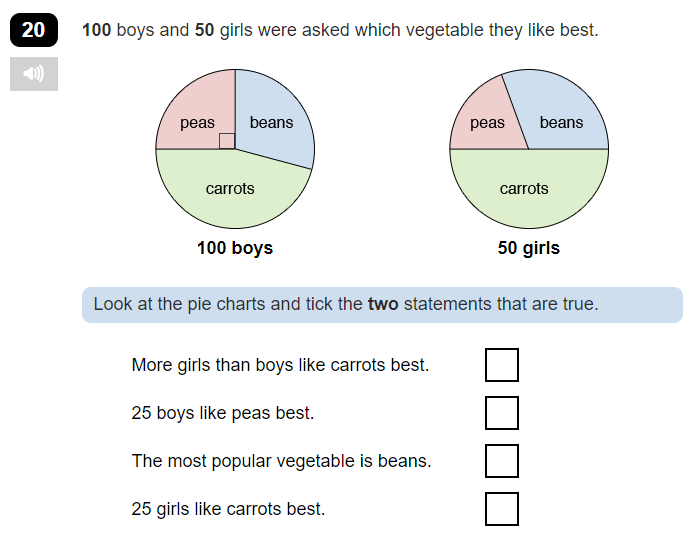 20
100 boys and 50 girls were asked which vegetable they like best.
peas beans
carrots
100 boys
peas beans
carrots
50 girls
Look at the pie charts and tick the two statements that are true.
More girls than boys like carrots best.
25 boys like peas best.
The most popular vegetable is beans.
25 girls like carrots best.